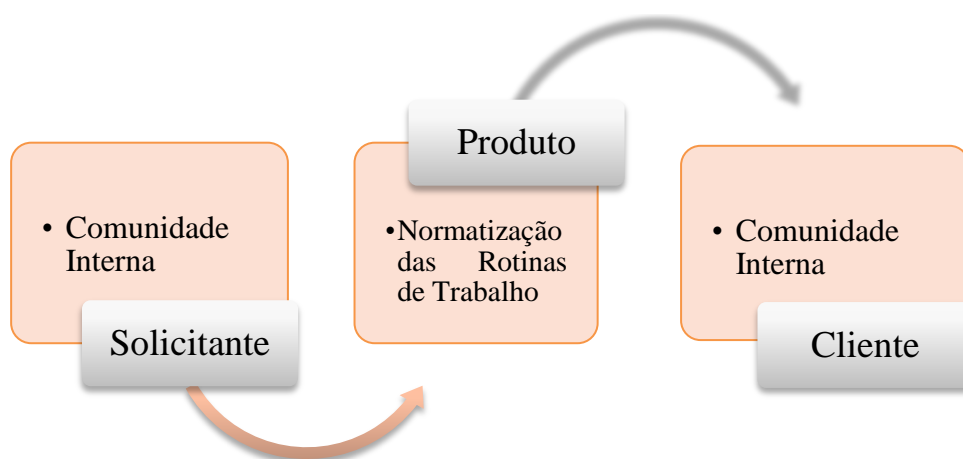 • Comunidade
Interna
Solicitante
Produto
•Normatização
das Rotinas
de Trabalho
• Comunidade
Interna
Cliente